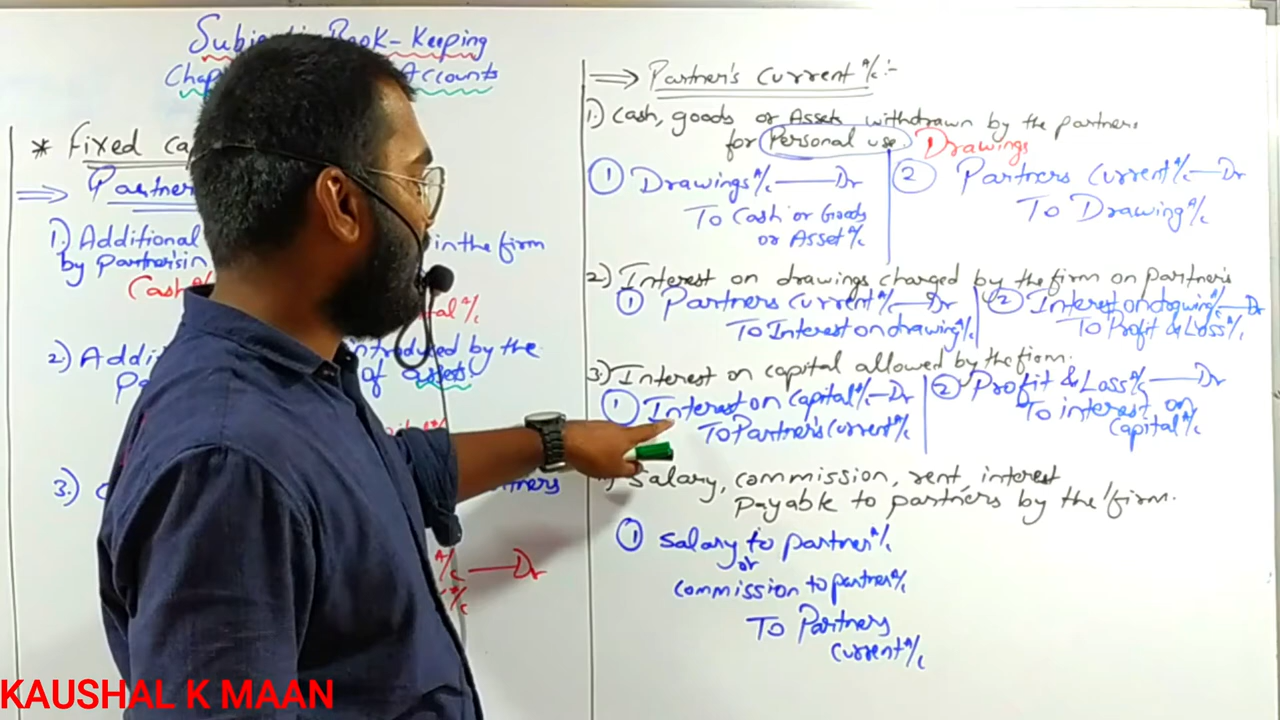 Subject:- Book-Keeping
Chap Accounts
* Fixed ca
⇒ Partner
1.) Additional in the firm
by partners in
Cash
tal A/c
2.) Addi introduced by the
Pa of assets.
3.) C partners
A/c — Dr
A/c
⇒ Partner's Current A/c :-
1.) Cash, goods or Assets withdrawn by the partners
for Personal use. Drawings
① Drawings A/c — Dr
To Cash or Goods
or Asset A/c
② Partners Current A/c — Dr
To Drawing A/c
2) Interest on drawings charged by the firm on partner's
① Partners current A/c — Dr
To Interest on drawing A/c
② Interest on drawing A/c — Dr
To Profit & Loss A/c
3) Interest on capital allowed by the firm.
① Interest on Capital A/c — Dr
To Partner's current A/c
② Profit & Loss A/c — Dr
To interest on
Capital A/c
) Salary, commission, rent, interest
payable to partners by the firm.
① Salary to partner A/c
or
commission to partner A/c
To Partners
current A/c
KAUSHAL K MAAN